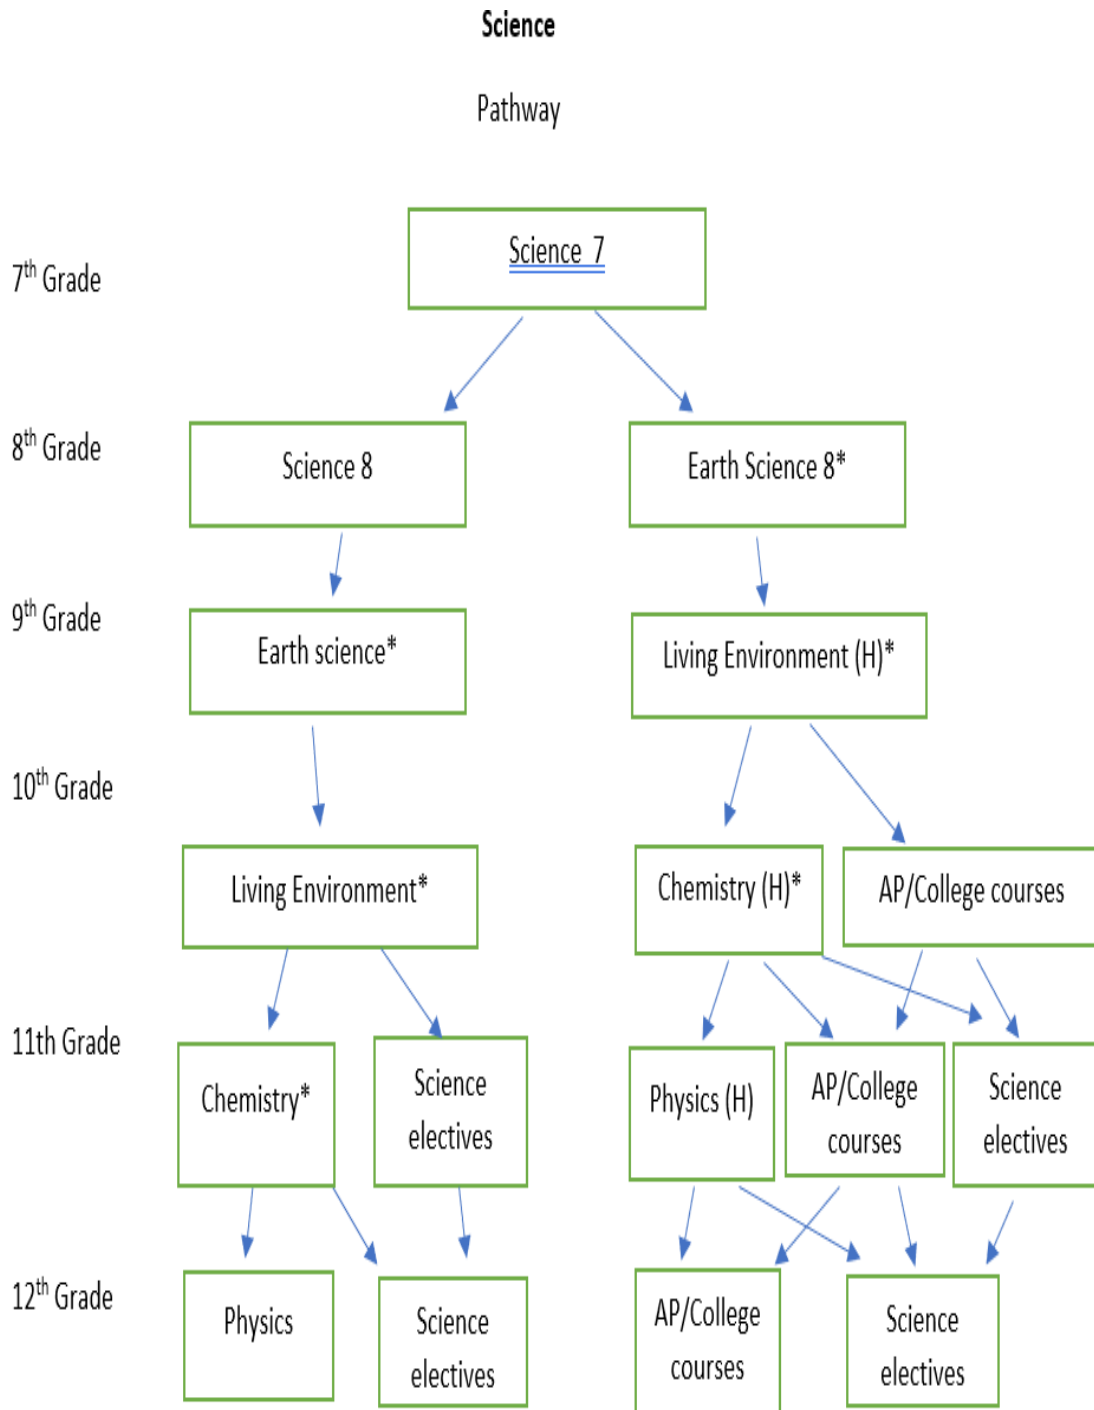 Science
Pathway
Science 7
7th Grade
8th Grade
Science 8
Earth Science 8*
9th Grade
Earth science*
Living Environment (H)*
10th Grade
Living Environment*
Chemistry (H)*
AP/College courses
11th Grade
Chemistry*
Science
electives
Physics (H)
AP/College
courses
Science
electives
12th Grade
Physics
Science
electives
AP/College
courses
Science
electives